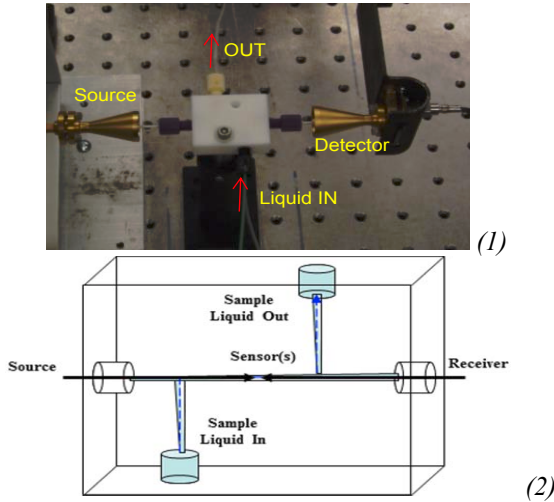 OUT
Source
Detector
Liquid IN
(1)
Sample
Liquid Out
Sensor(s)
Source
Receiver
Sample
Liquid In
(2)